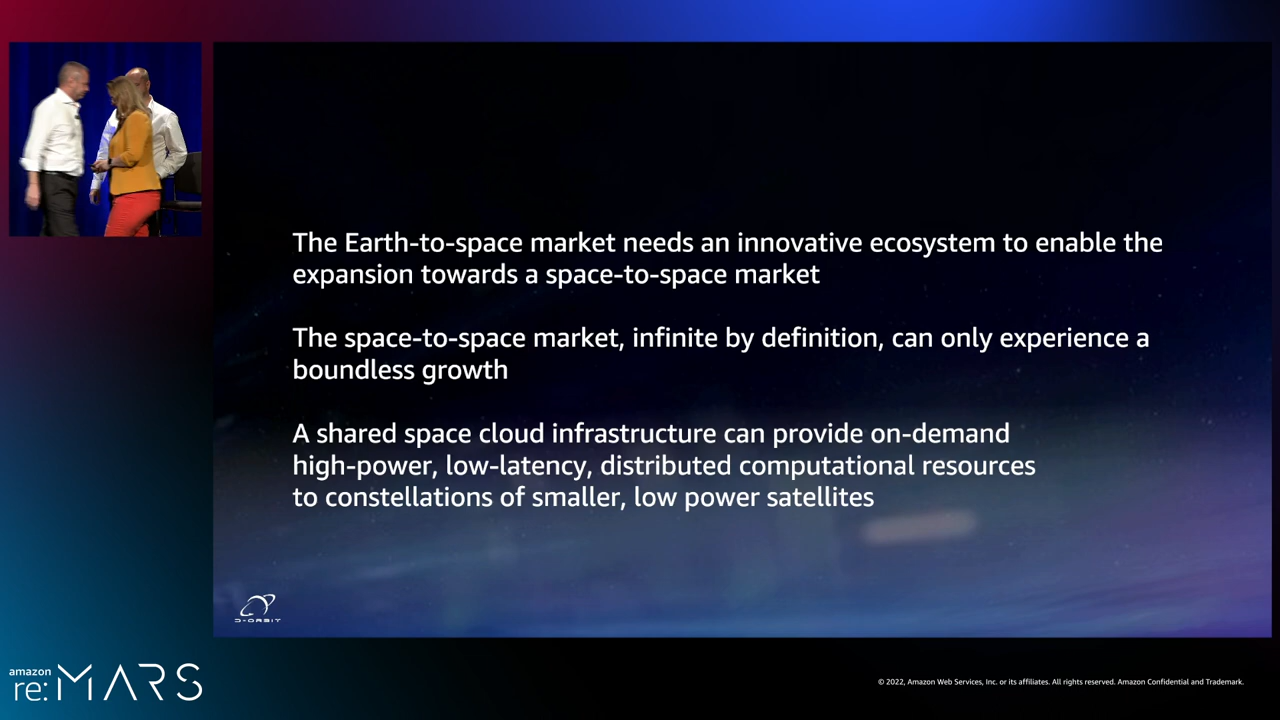 The Earth-to-space market needs an innovative ecosystem to enable the
expansion towards a space-to-space market
The space-to-space market, infinite by definition, can only experience a
boundless growth
A shared space cloud infrastructure can provide on-demand
high-power, low-latency, distributed computational resources
to constellations of smaller, low power satellites
D-ORBIT
amazon
re:MARS
© 2022, Amazon Web Services, Inc. or its affiliates. All rights reserved. Amazon Confidential and Trademark.